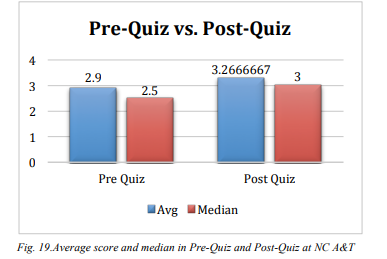 Pre-Quiz vs. Post-Quiz
4
3
2
1
0
2.9
2.5
3.2666667
3
Pre Quiz
Post Quiz
Avg Median
Fig. 19.Average score and median in Pre-Quiz and Post-Quiz at NC A&T